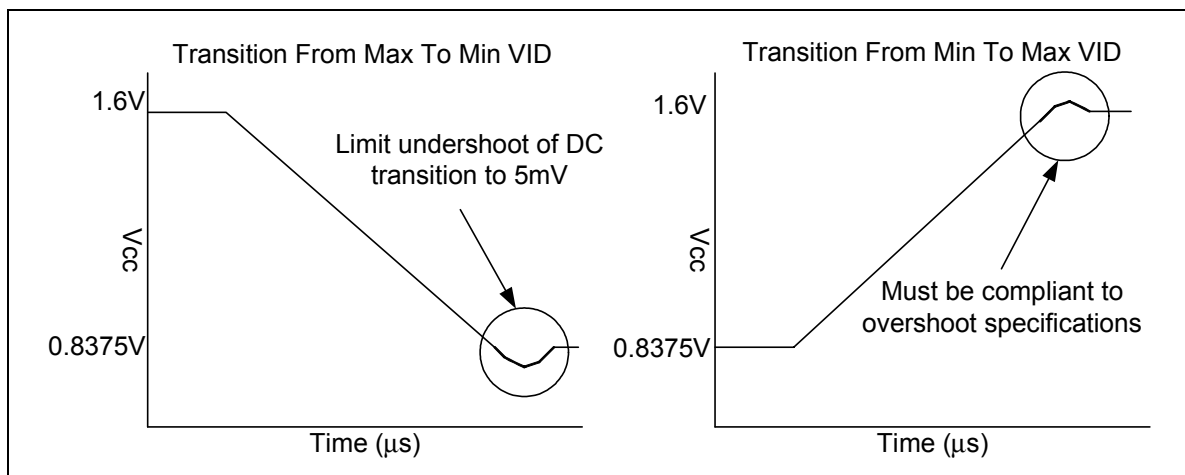 Transition From Max To Min VID
1.6V
Limit undershoot of DC
transition to 5mV
Vcc
0.8375V
Time (μs)
Transition From Min To Max VID
1.6V
Vcc
Must be compliant to
overshoot specifications
0.8375V
Time (μs)